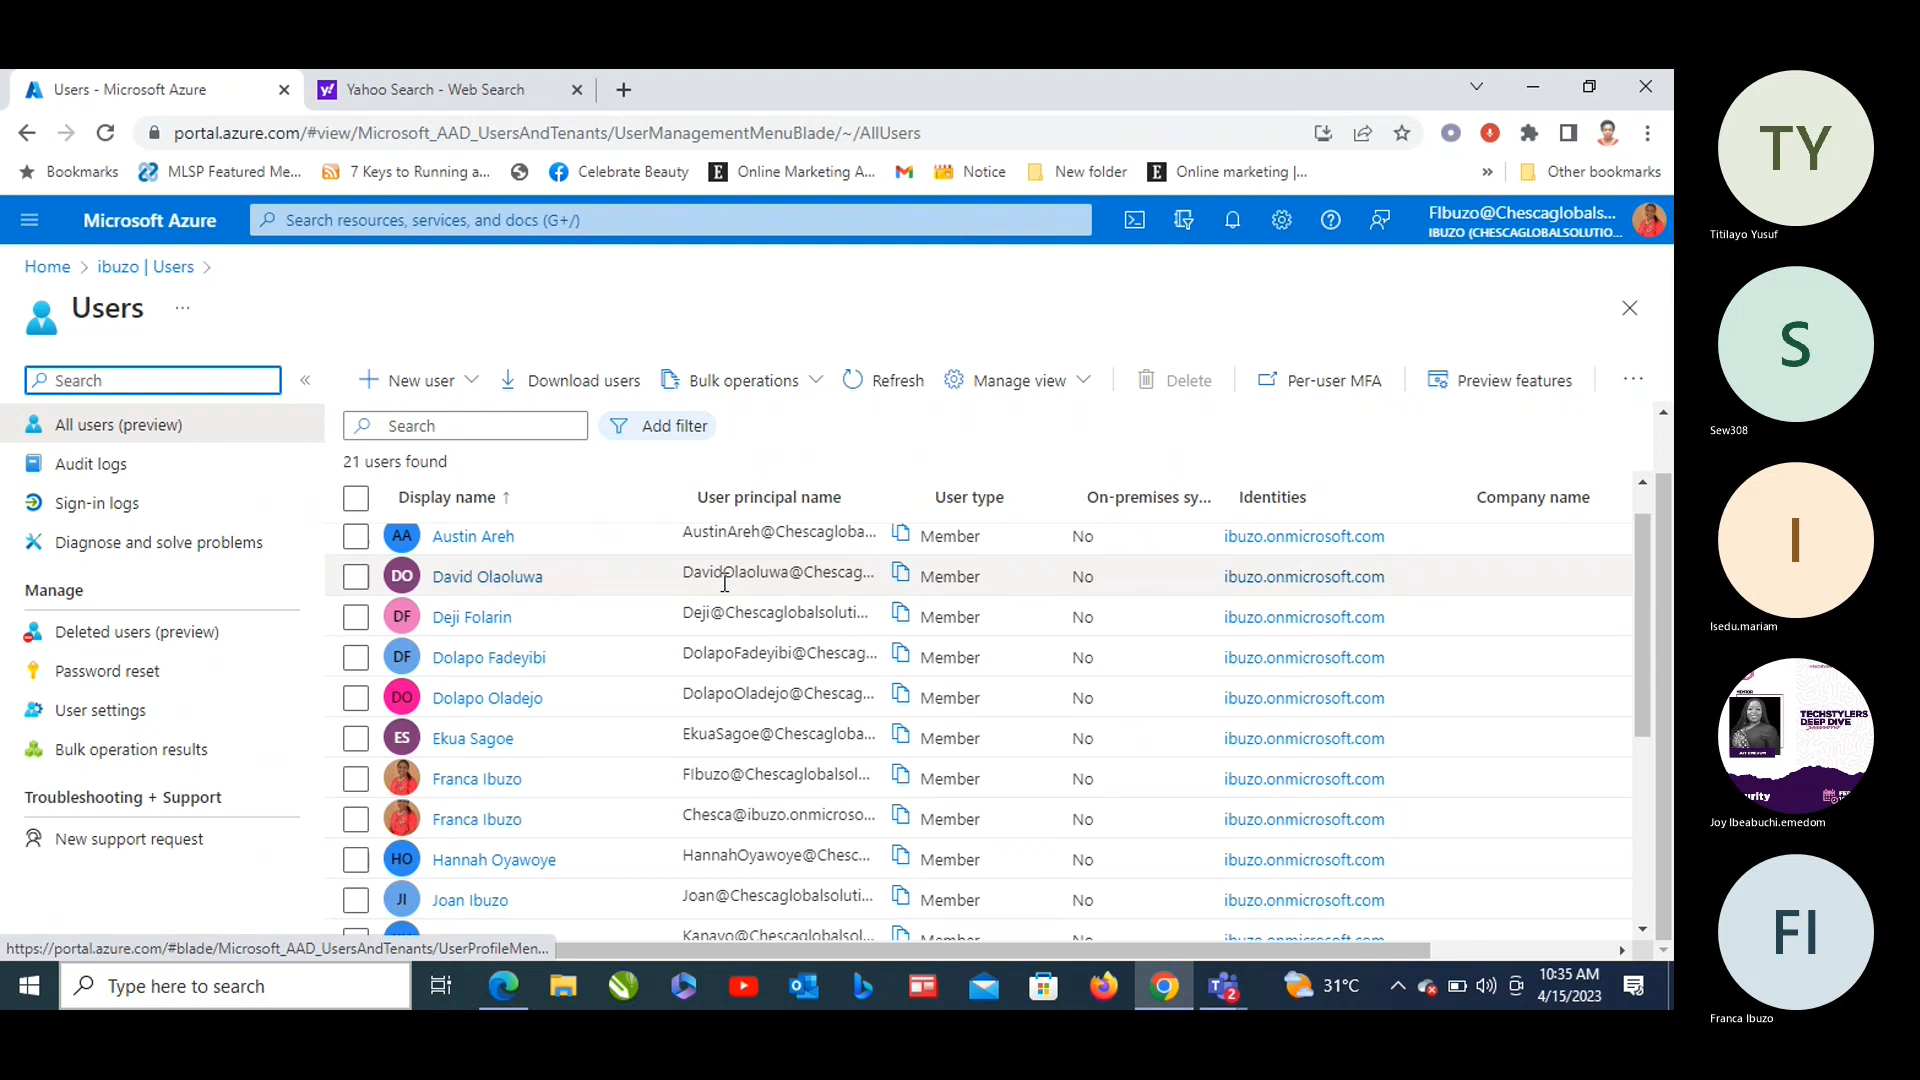 Users - Microsoft Azure
Yahoo Search - Web Search
portal.azure.com/#view/Microsoft_AAD_UsersAndTenants/UserManagementMenuBlade/~/AllUsers
Bookmarks
MLSP Featured Me...
7 Keys to Running a...
Celebrate Beauty
Online Marketing A...
Notice
New folder
Online marketing |...
»
Other bookmarks
Microsoft Azure
Search resources, services, and docs (G+/)
FIbuzo@Chescaglobals...
IBUZO (CHESCAGLOBALSOLUTIO...
Home > ibuzo | Users >
Users ...
Search
«
New user
Download users
Bulk operations
Refresh
Manage view
Delete
Per-user MFA
Preview features
...
All users (preview)
Audit logs
Sign-in logs
Diagnose and solve problems
Manage
Deleted users (preview)
Password reset
User settings
Bulk operation results
Troubleshooting + Support
New support request
Search
Add filter
21 users found
Display name ↑ User principal name User type On-premises sy... Identities Company name
AA Austin Areh AustinAreh@Chescagloba... Member No ibuzo.onmicrosoft.com
DO David Olaoluwa DavidOlaoluwa@Chescag... Member No ibuzo.onmicrosoft.com
DF Deji Folarin Deji@Chescaglobalsoluti... Member No ibuzo.onmicrosoft.com
DF Dolapo Fadeyibi DolapoFadeyibi@Chescag... Member No ibuzo.onmicrosoft.com
DO Dolapo Oladejo DolapoOladejo@Chescag... Member No ibuzo.onmicrosoft.com
ES Ekua Sagoe EkuaSagoe@Chescagloba... Member No ibuzo.onmicrosoft.com
Franca Ibuzo FIbuzo@Chescaglobalsol... Member No ibuzo.onmicrosoft.com
Franca Ibuzo Chesca@ibuzo.onmicroso... Member No ibuzo.onmicrosoft.com
HO Hannah Oyawoye HannahOyawoye@Chesc... Member No ibuzo.onmicrosoft.com
JI Joan Ibuzo Joan@Chescaglobalsoluti... Member No ibuzo.onmicrosoft.com
Kanayo@Chescaglobalsol... Member No ibuzo.onmicrosoft.com
https://portal.azure.com/#blade/Microsoft_AAD_UsersAndTenants/UserProfileMen...
Type here to search
2
31°C
10:35 AM
4/15/2023
TY
Titilayo Yusuf
S
Sew308
I
Isedu.mariam
MENTOR
TECHSTYLERS
DEEP DIVE
urity
Joy Ibeabuchi.emedom
FI
Franca Ibuzo